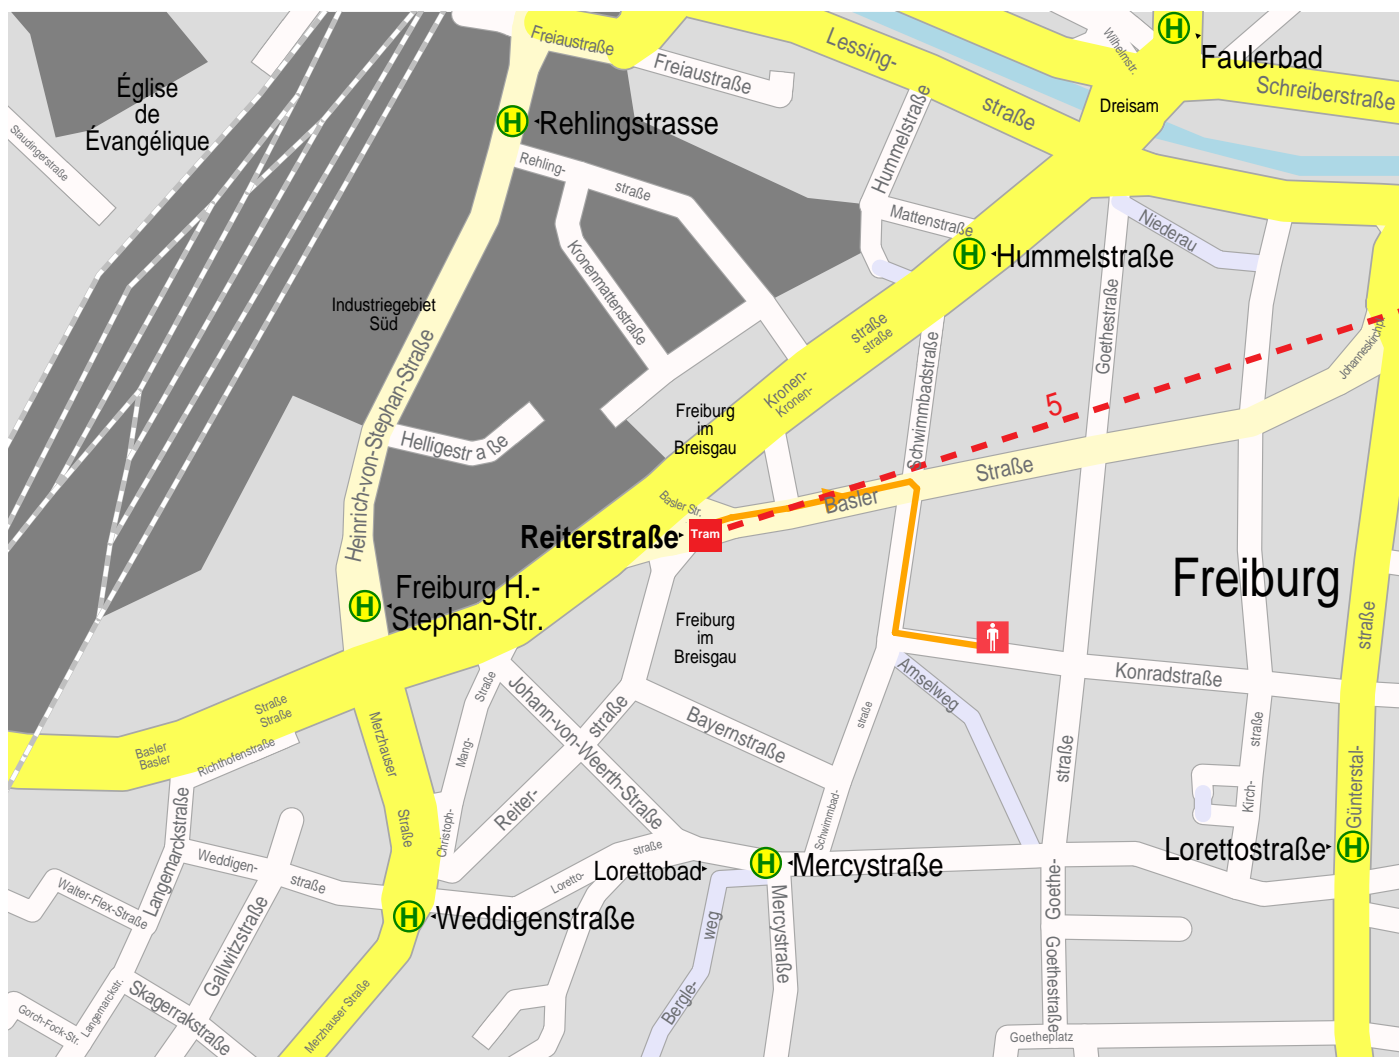 Freiaustraße
Freiaustraße
Lessing-
straße
Wilhelmstr.
H
Faulerbad
Schreiberstraße
Dreisam
Église
de
Évangélique
Staudingerstraße
H
Rehlingstrasse
Rehling-
straße
Hummelstraße
Mattenstraße
Niederau
H
Hummelstraße
Kronenmattenstraße
Industriegebiet
Süd
Heinrich-von-Stephan-Straße
Goethestraße
Johanneskirchpl.
straße
straße
Kronen-
Kronen-
Schwimmbadstraße
5
Freiburg
im
Breisgau
Helligestraße
Basler Str.
Basler
Straße
Reiterstraße
Tram
Freiburg
Freiburg H.-
Stephan-Str.
H
Freiburg
im
Breisgau
straße
Konradstraße
Amselweg
Straße
Straße
Straße
Basler
Basler
Richthofenstraße
Merzhauser
Straße
Mang-
Christoph-
Johann-von-Weerth-Straße
straße
Reiter-
Bayernstraße
straße
Schwimmbad-
straße
straße
Kirch-
Günterstal-
Langemarckstraße
Weddigen-
straße
Walter-Flex-Straße
Gallwitzstraße
straße
Loretto-
Lorettobad
H
Mercystraße
Lorettostraße
H
H
Weddigenstraße
Goethe-
Goethestraße
Mercystraße
weg
Bergle-
Langemarckstr.
Skagerrakstraße
Gorch-Fock-Str.
Merzhauser Straße
Goetheplatz